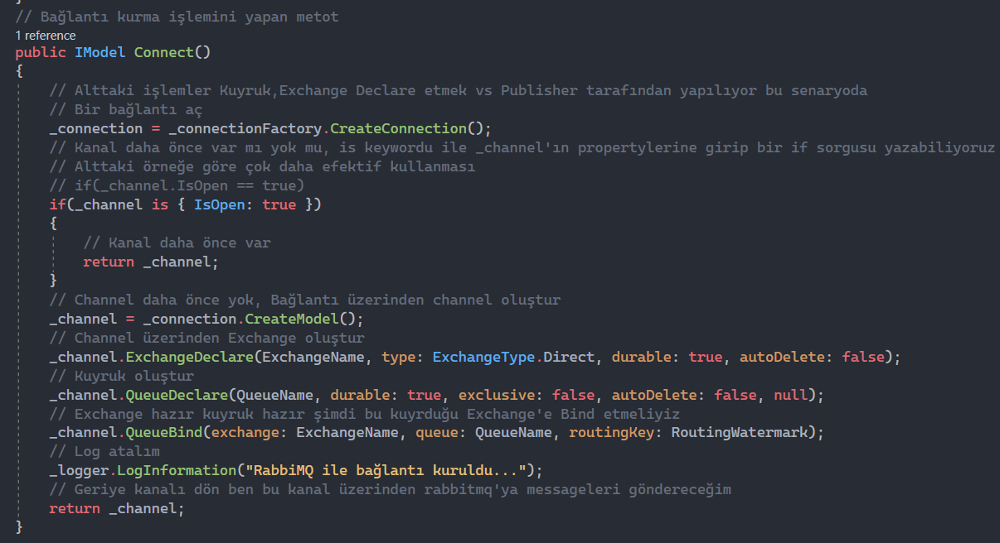 }
// Bağlantı kurma işlemini yapan metot
1 reference
public IModel Connect()
{
// Alttaki işlemler Kuyruk,Exchange Declare etmek vs Publisher tarafından yapılıyor bu senaryoda
// Bir bağlantı aç
_connection = _connectionFactory.CreateConnection();
// Kanal daha önce var mı yok mu, is keywordu ile _channel'ın propertylerine girip bir if sorgusu yazabiliyoruz
// Alttaki örneğe göre çok daha efektif kullanması
// if(_channel.IsOpen == true)
if(_channel is { IsOpen: true })
{
// Kanal daha önce var
return _channel;
}
// Channel daha önce yok, Bağlantı üzerinden channel oluştur
_channel = _connection.CreateModel();
// Channel üzerinden Exchange oluştur
_channel.ExchangeDeclare(ExchangeName, type: ExchangeType.Direct, durable: true, autoDelete: false);
// Kuyruk oluştur
_channel.QueueDeclare(QueueName, durable: true, exclusive: false, autoDelete: false, null);
// Exchange hazır kuyruk hazır şimdi bu kuyrduğu Exchange'e Bind etmeliyiz
_channel.QueueBind(exchange: ExchangeName, queue: QueueName, routingKey: RoutingWatermark);
// Log atalım
_logger.LogInformation("RabbiMQ ile bağlantı kuruldu...");
// Geriye kanalı dön ben bu kanal üzerinden rabbitmq'ya messageleri göndereceğim
return _channel;
}